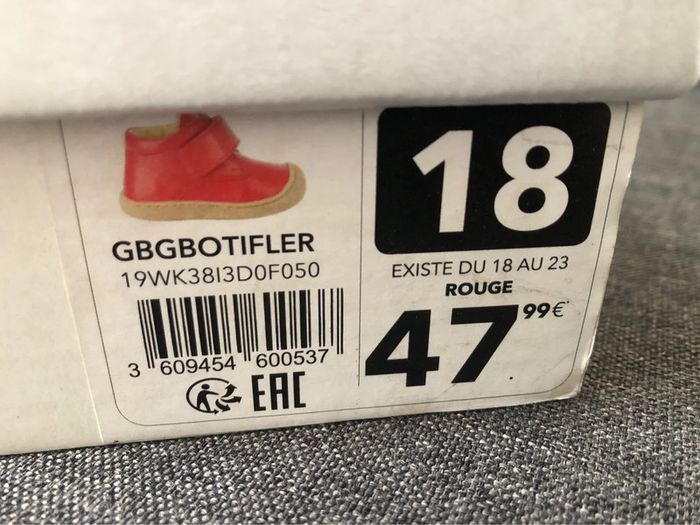 GBGBOTIFLER
19WK38I3D0F050
3 609454 600537
EAC
18
EXISTE DU 18 AU 23
ROUGE
47,99€*